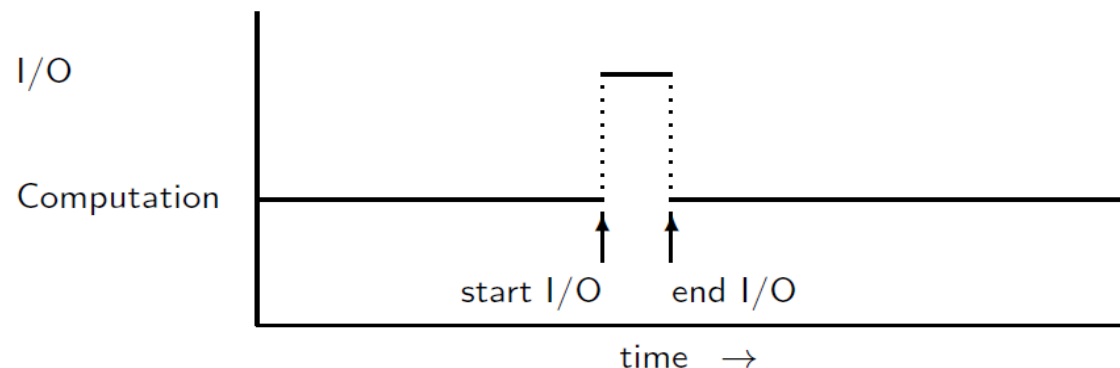 I/O
Computation
start I/O
end I/O
time →